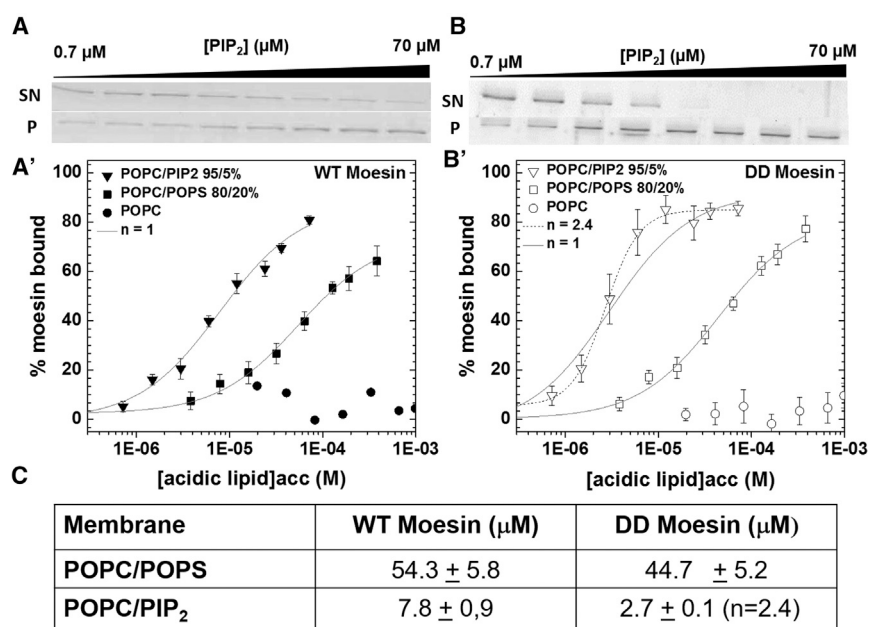 A
[PIP2] (µM)
0.7 µM
70 µM
SN
P
B
[PIP2] (µM)
0.7 µM
70 µM
SN
P
A'
WT Moesin
POPC/PIP2 95/5%
POPC/POPS 80/20%
POPC
n = 1
% moesin bound
100
80
60
40
20
0
1E-06
1E-05
1E-04
1E-03
[acidic lipid]acc (M)
B'
DD Moesin
POPC/PIP2 95/5%
POPC/POPS 80/20%
POPC
n = 2.4
n = 1
% moesin bound
100
80
60
40
20
0
1E-06
1E-05
1E-04
1E-03
[acidic lipid]acc (M)
C
Membrane WT Moesin (µM) DD Moesin (µM)
POPC/POPS 54.3 ± 5.8 44.7 ± 5.2
POPC/PIP2 7.8 ± 0,9 2.7 ± 0.1 (n=2.4)